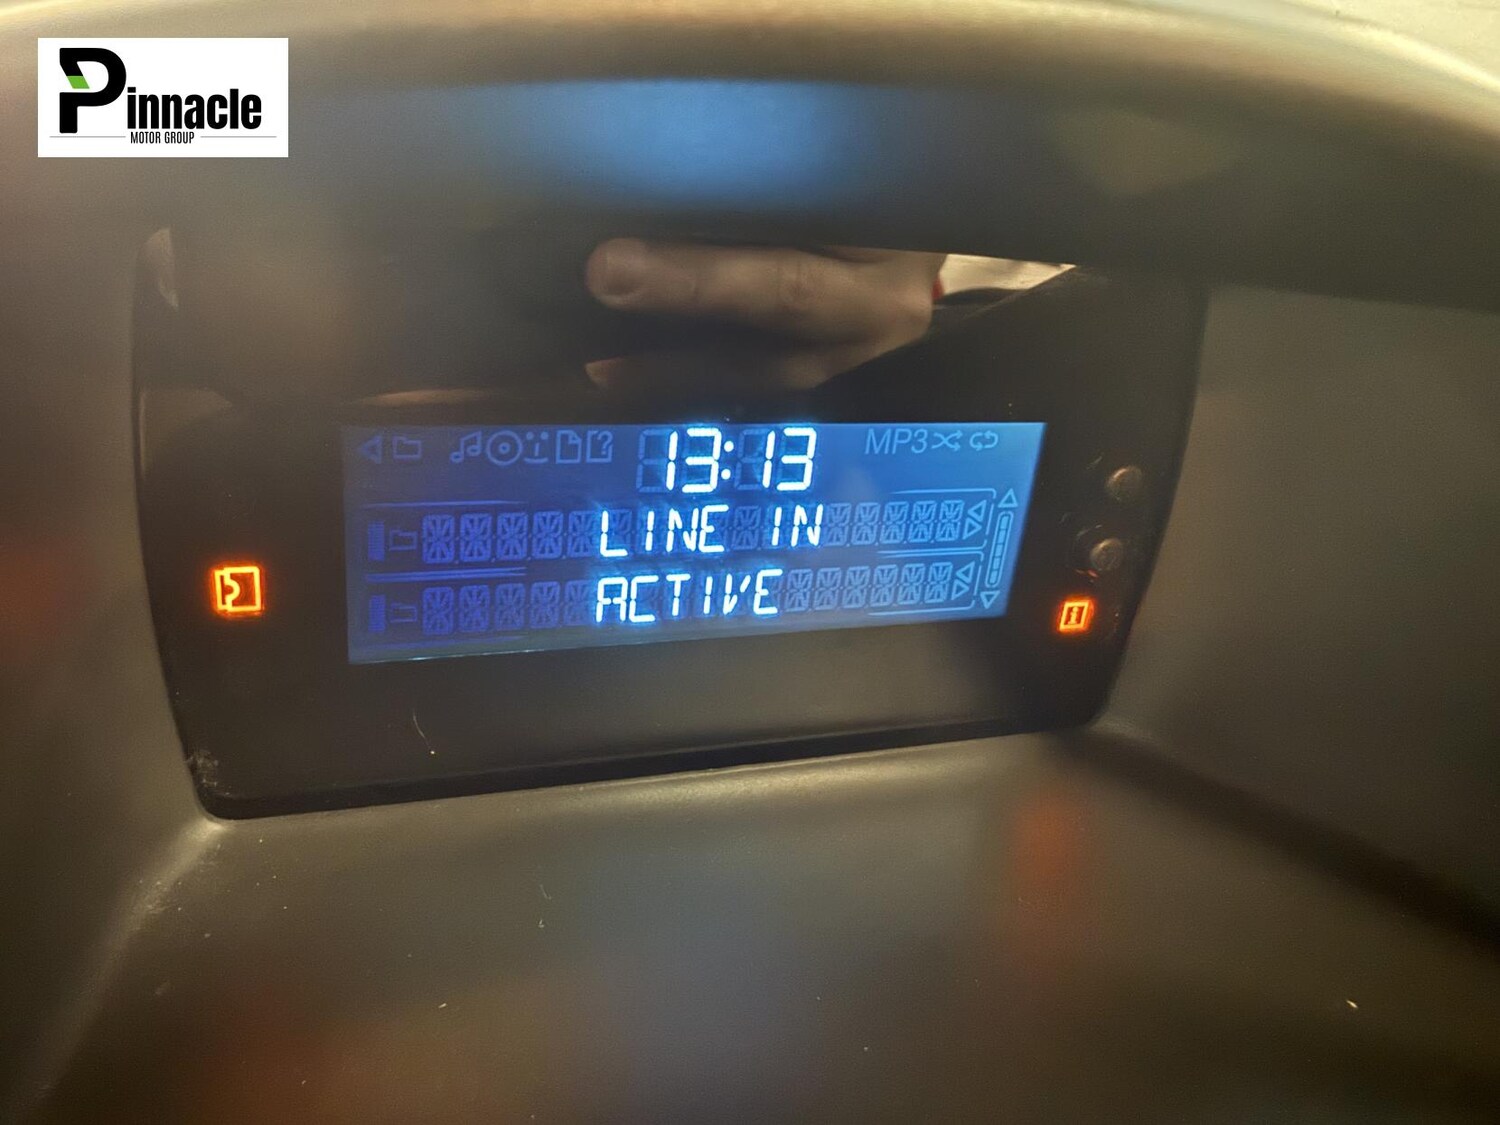 Pinnacle
MOTOR GROUP
13:13
MP3
LINE IN
ACTIVE